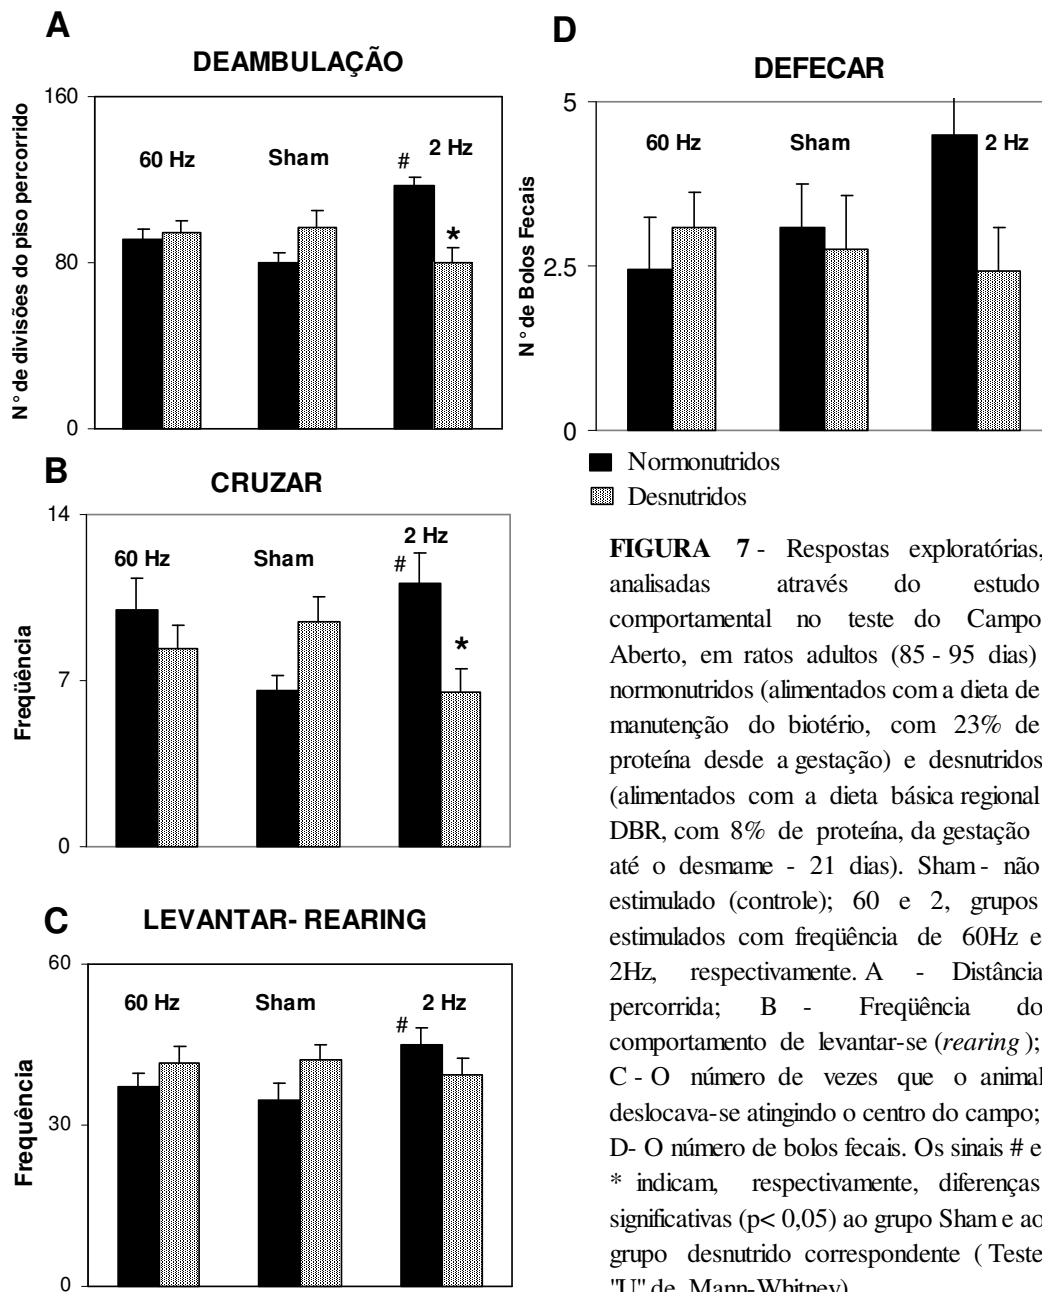 A
DEAMBULAÇÃO
N° de divisões do piso percorrido
160
80
0
60 Hz
Sham
#
2 Hz
*
B
CRUZAR
Freqüência
14
7
0
60 Hz
Sham
2 Hz
#
*
C
LEVANTAR- REARING
Frequência
60
30
0
60 Hz
Sham
2 Hz
#
D
DEFECAR
N° de Bolos Fecais
5
2.5
0
60 Hz
Sham
2 Hz
Normonutridos
Desnutridos
FIGURA 7 - Respostas exploratórias,
analisadas através do estudo
comportamental no teste do Campo
Aberto, em ratos adultos (85 - 95 dias)
normonutridos (alimentados com a dieta de
manutenção do biotério, com 23% de
proteína desde a gestação) e desnutridos
(alimentados com a dieta básica regional
DBR, com 8% de proteína, da gestação
até o desmame - 21 dias). Sham - não
estimulado (controle); 60 e 2, grupos
estimulados com freqüência de 60Hz e
2Hz, respectivamente. A - Distância
percorrida; B - Freqüência do
comportamento de levantar-se (rearing );
C - O número de vezes que o animal
deslocava-se atingindo o centro do campo;
D- O número de bolos fecais. Os sinais # e
* indicam, respectivamente, diferenças
significativas (p< 0,05) ao grupo Sham e ao
grupo desnutrido correspondente ( Teste
"U" de Mann-Whitney)